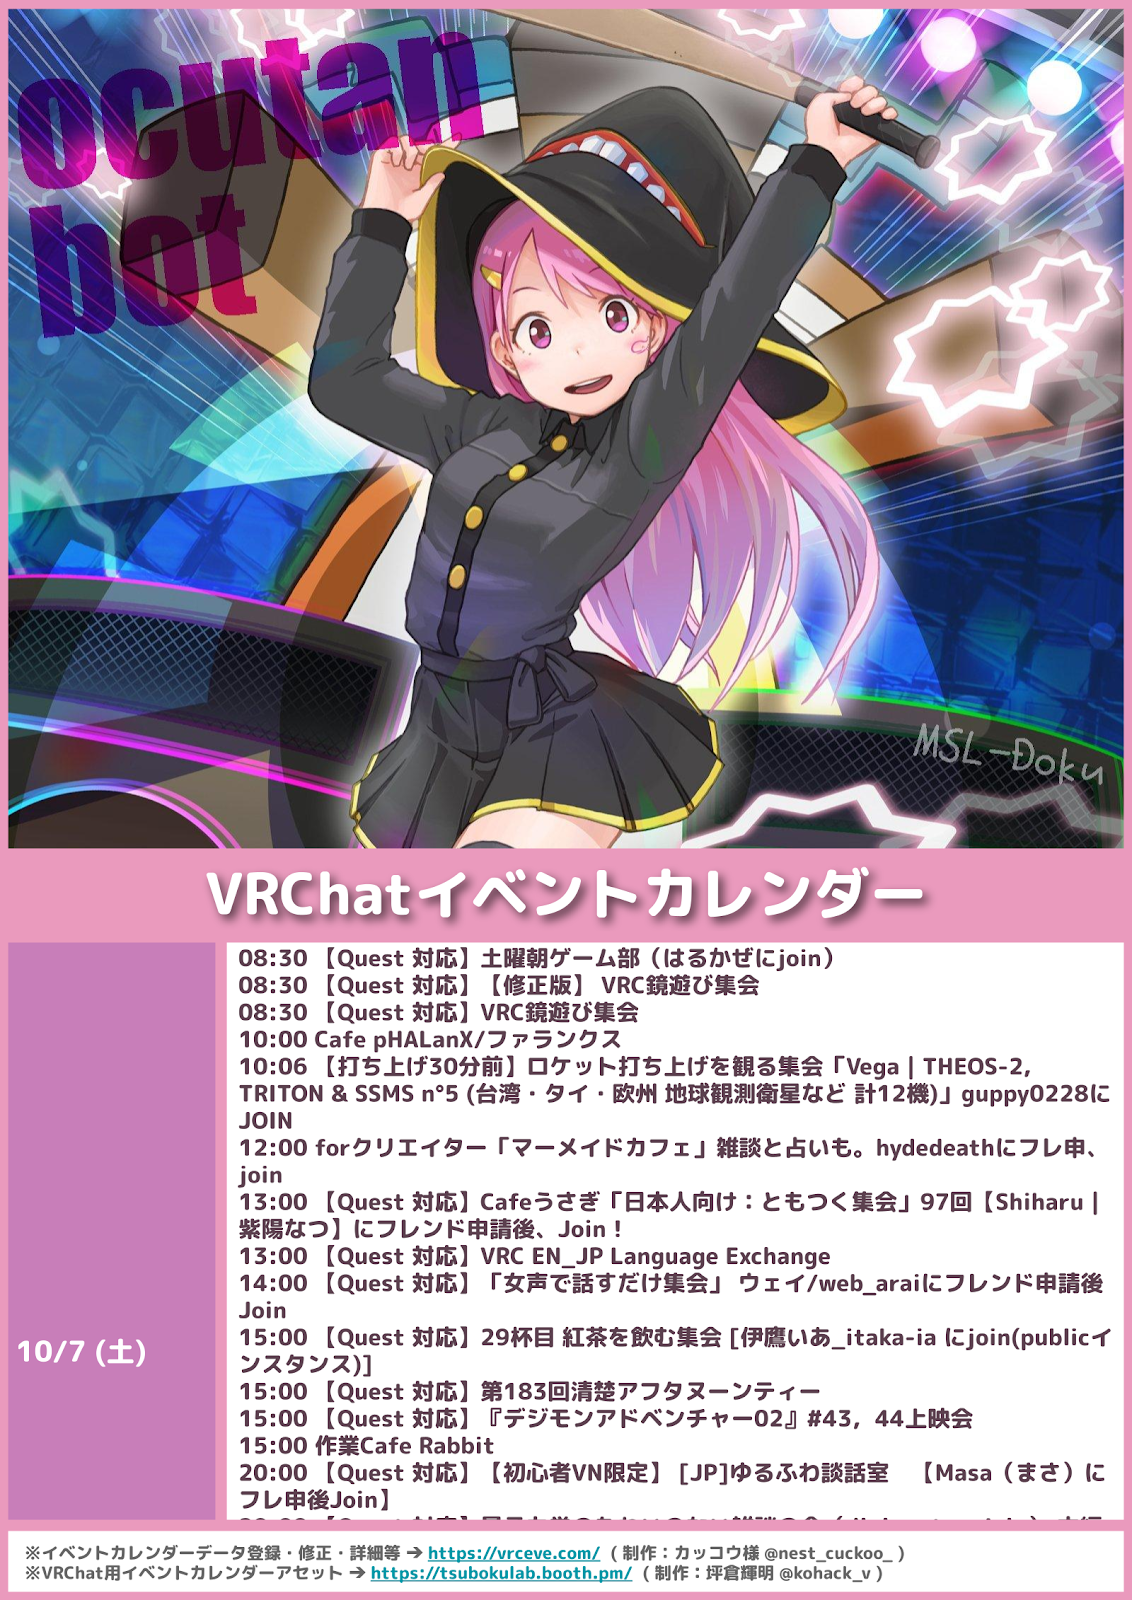 ocutan
bot
MSL-Doku
VRChatイベントカレンダー
10/7 (土)
08:30 【Quest 対応】土曜朝ゲーム部（はるかぜにjoin）
08:30 【Quest 対応】【修正版】 VRC鏡遊び集会
08:30 【Quest 対応】VRC鏡遊び集会
10:00 Cafe pHALanX/ファランクス
10:06 【打ち上げ30分前】ロケット打ち上げを観る集会「Vega | THEOS-2,
TRITON & SSMS n°5 (台湾・タイ・欧州 地球観測衛星など 計12機)」guppy0228に
JOIN
12:00 forクリエイター「マーメイドカフェ」雑談と占いも。hydedeathにフレ申、
join
13:00 【Quest 対応】Cafeうさぎ「日本人向け：ともつく集会」97回【Shiharu |
紫陽なつ】にフレンド申請後、Join！
13:00 【Quest 対応】VRC EN_JP Language Exchange
14:00 【Quest 対応】「女声で話すだけ集会」 ウェイ/web_araiにフレンド申請後
Join
15:00 【Quest 対応】29杯目 紅茶を飲む集会 [伊鷹いあ_itaka-ia にjoin(publicイ
ンスタンス)]
15:00 【Quest 対応】第183回清楚アフタヌーンティー
15:00 【Quest 対応】『デジモンアドベンチャー02』#43，44上映会
15:00 作業Cafe Rabbit
20:00 【Quest 対応】【初心者VN限定】 [JP]ゆるふわ談話室　【Masa（まさ）に
フレ申後Join】
※イベントカレンダーデータ登録・修正・詳細等 ➔ https://vrceve.com/ （制作：カッコウ様 @nest_cuckoo_ ）
※VRChat用イベントカレンダーアセット ➔ https://tsubokulab.booth.pm/ （制作：坪倉輝明 @kohack_v ）